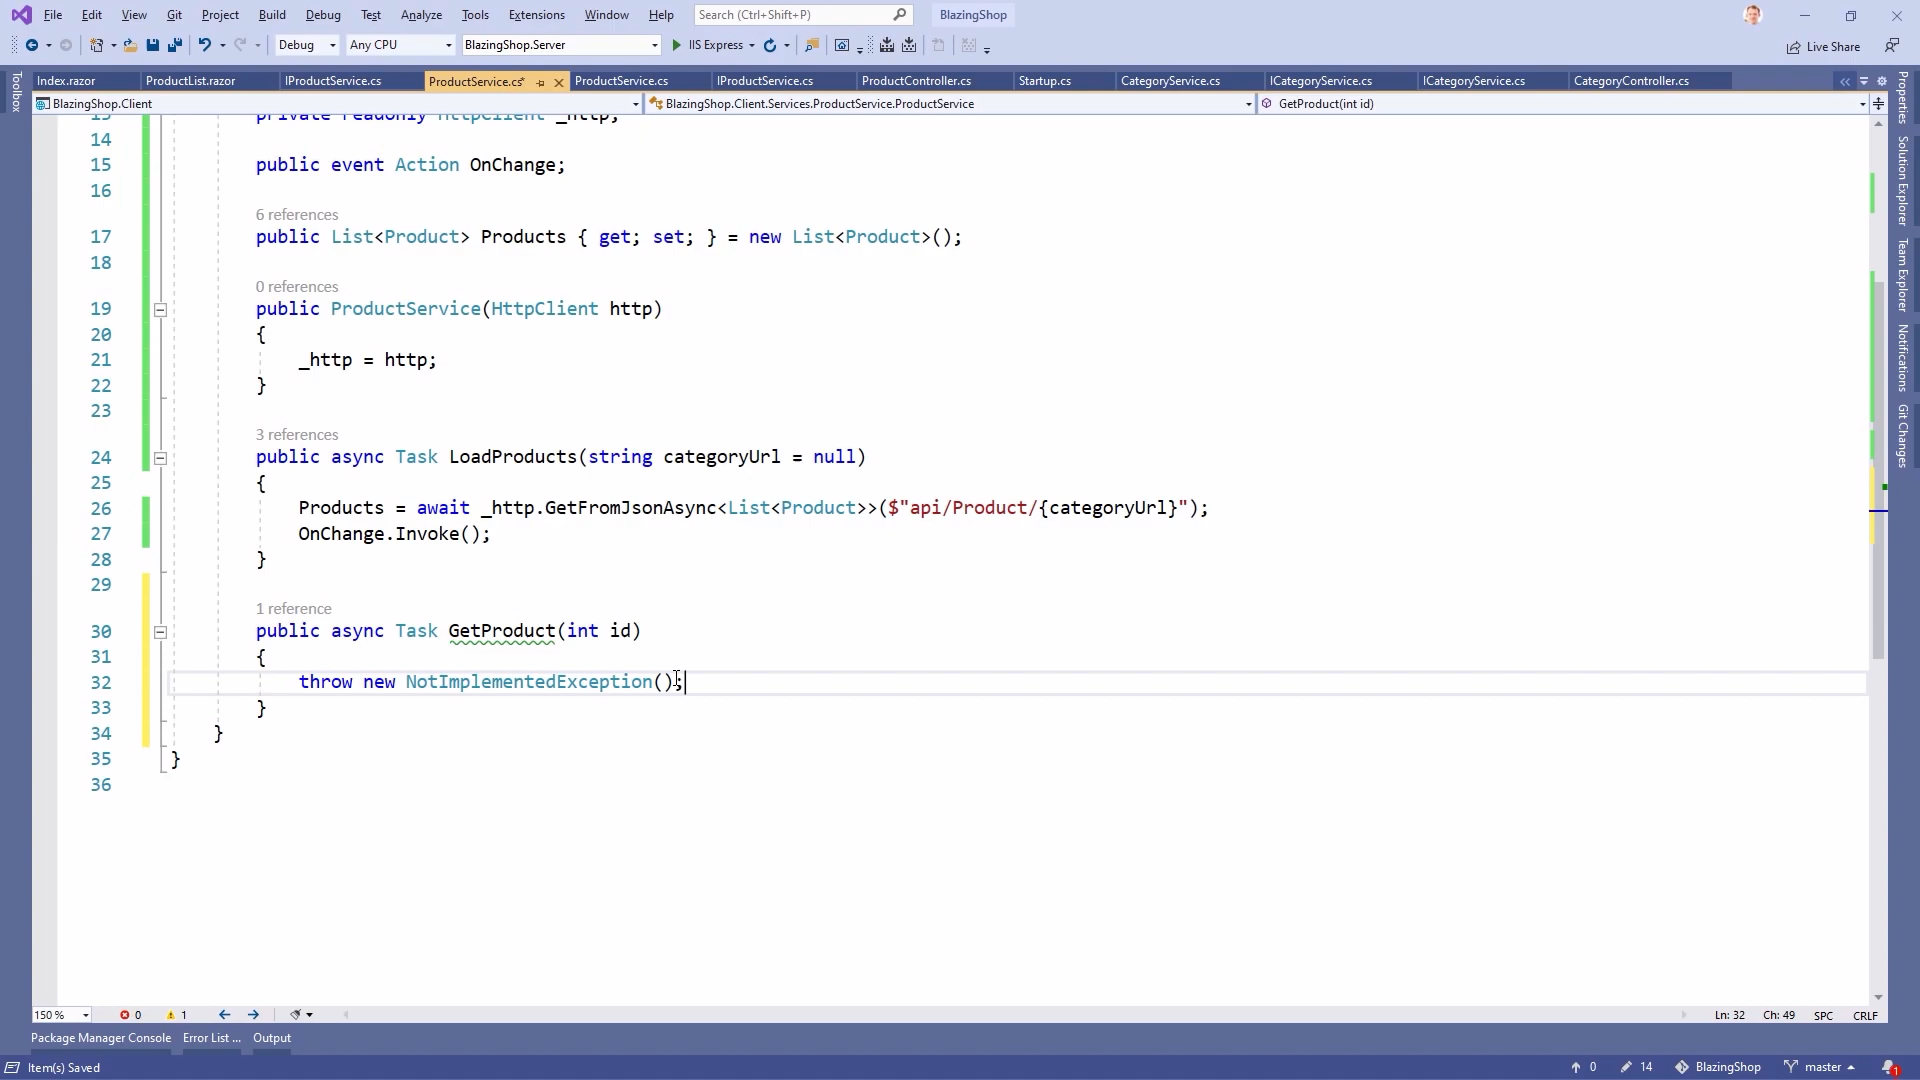 File Edit View Git Project Build Debug Test Analyze Tools Extensions Window Help Search (Ctrl+Shift+P) BlazingShop
Debug Any CPU BlazingShop.Server IIS Express Live Share
Toolbox
Index.razor ProductList.razor IProductService.cs ProductService.cs* ProductService.cs IProductService.cs ProductController.cs Startup.cs CategoryService.cs ICategoryService.cs ICategoryService.cs CategoryController.cs
BlazingShop.Client BlazingShop.Client.Services.ProductService.ProductService GetProduct(int id)
13 private readonly HttpClient _http;
14
15 public event Action OnChange;
16
6 references
17 public List<Product> Products { get; set; } = new List<Product>();
18
0 references
19 public ProductService(HttpClient http)
20 {
21 _http = http;
22 }
23
3 references
24 public async Task LoadProducts(string categoryUrl = null)
25 {
26 Products = await _http.GetFromJsonAsync<List<Product>>($"api/Product/{categoryUrl}");
27 OnChange.Invoke();
28 }
29
1 reference
30 public async Task GetProduct(int id)
31 {
32 throw new NotImplementedException();
33 }
34 }
35 }
36
Properties
Solution Explorer
Team Explorer
Notifications
Git Changes
150 % 0 1 Ln: 32 Ch: 49 SPC CRLF
Package Manager Console Error List ... Output
Item(s) Saved 0 14 BlazingShop master 1